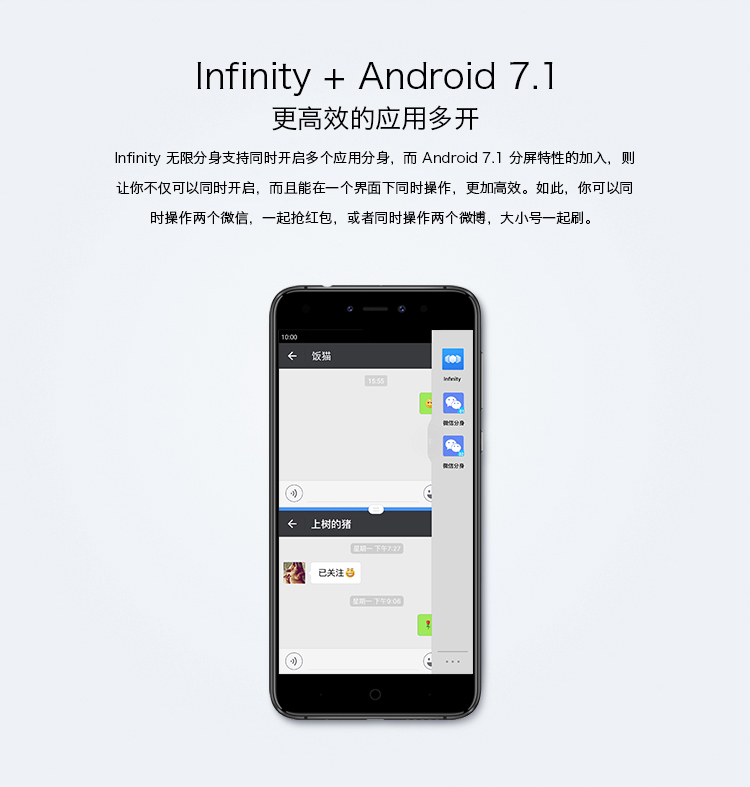 Infinity + Android 7.1
更高效的应用多开
Infinity 无限分身支持同时开启多个应用分身，而 Android 7.1 分屏特性的加入，则
让你不仅可以同时开启，而且能在一个界面下同时操作，更加高效。如此，你可以同
时操作两个微信，一起抢红包，或者同时操作两个微博，大小号一起刷。
10:00
饭猫
15:55
Infinity
微信分身
微信分身
上树的猪
星期一 下午7:27
已关注
星期一 下午9:06